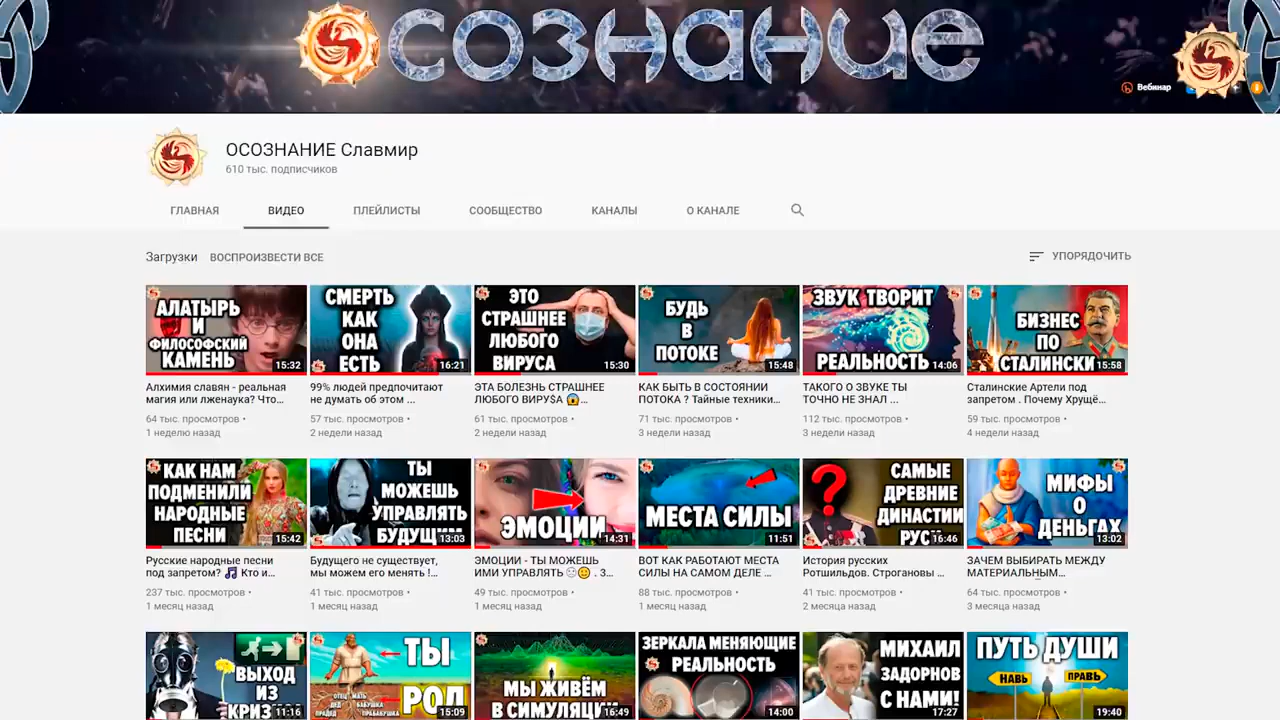 сознание
Вебинар
ОСОЗНАНИЕ Славмир
610 тыс. подписчиков
ГЛАВНАЯ ВИДЕО ПЛЕЙЛИСТЫ СООБЩЕСТВО КАНАЛЫ О КАНАЛЕ
Загрузки ВОСПРОИЗВЕСТИ ВСЕ УПОРЯДОЧИТЬ
АЛАТЫРЬ
И
ФИЛОСОФСКИЙ
КАМЕНЬ
15:32
Алхимия славян - реальная
магия или лженаука? Что...
64 тыс. просмотров •
1 неделю назад
СМЕРТЬ
КАК
ОНА
ЕСТЬ
16:21
99% людей предпочитают
не думать об этом ...
57 тыс. просмотров •
2 недели назад
ЭТО
СТРАШНЕЕ
ЛЮБОГО
ВИРУСА
15:30
ЭТА БОЛЕЗНЬ СТРАШНЕЕ
ЛЮБОГО ВИРУSА 😱...
61 тыс. просмотров •
2 недели назад
БУДЬ
В
ПОТОКЕ
15:48
КАК БЫТЬ В СОСТОЯНИИ
ПОТОКА ? Тайные техники...
71 тыс. просмотров •
3 недели назад
ЗВУК ТВОРИТ
РЕАЛЬНОСТЬ
14:06
ТАКОГО О ЗВУКЕ ТЫ
ТОЧНО НЕ ЗНАЛ ...
112 тыс. просмотров •
3 недели назад
БИЗНЕС
ПО
СТАЛИНСКИ
15:58
Сталинские Артели под
запретом . Почему Хрущё...
59 тыс. просмотров •
4 недели назад
КАК НАМ
ПОДМЕНИЛИ
НАРОДНЫЕ
ПЕСНИ
15:42
Русские народные песни
под запретом? 🎵 Кто и...
237 тыс. просмотров •
1 месяц назад
ТЫ
МОЖЕШЬ
УПРАВЛЯТЬ
БУДУЩИМ
13:03
Будущего не существует,
мы можем его менять !...
41 тыс. просмотров •
1 месяц назад
ЭМОЦИИ
14:31
ЭМОЦИИ - ТЫ МОЖЕШЬ
ИМИ УПРАВЛЯТЬ 😕😊 . З...
49 тыс. просмотров •
1 месяц назад
МЕСТА СИЛЫ
11:51
ВОТ КАК РАБОТАЮТ МЕСТА
СИЛЫ НА САМОМ ДЕЛЕ ...
88 тыс. просмотров •
1 месяц назад
САМЫЕ
ДРЕВНИЕ
ДИНАСТИИ
16:46
История русских
Ротшильдов. Строгановы ...
41 тыс. просмотров •
2 месяца назад
МИФЫ
О
ДЕНЬГАХ
13:02
ЗАЧЕМ ВЫБИРАТЬ МЕЖДУ
МАТЕРИАЛЬНЫМ...
64 тыс. просмотров •
3 месяца назад
ВЫХОД
ИЗ
КРИЗИСА
11:16
ТЫ
РОД
ОТЕЦ МАТЬ
ДЕД БАБУШКА
ПРАДЕД ПРАБАБУШКА
15:09
МЫ ЖИВЁМ
В СИМУЛЯЦИИ
16:49
ЗЕРКАЛА МЕНЯЮЩИЕ
РЕАЛЬНОСТЬ
14:00
МИХАИЛ
ЗАДОРНОВ
С НАМИ!
17:27
ПУТЬ ДУШИ
НАВЬ ПРАВЬ
19:40